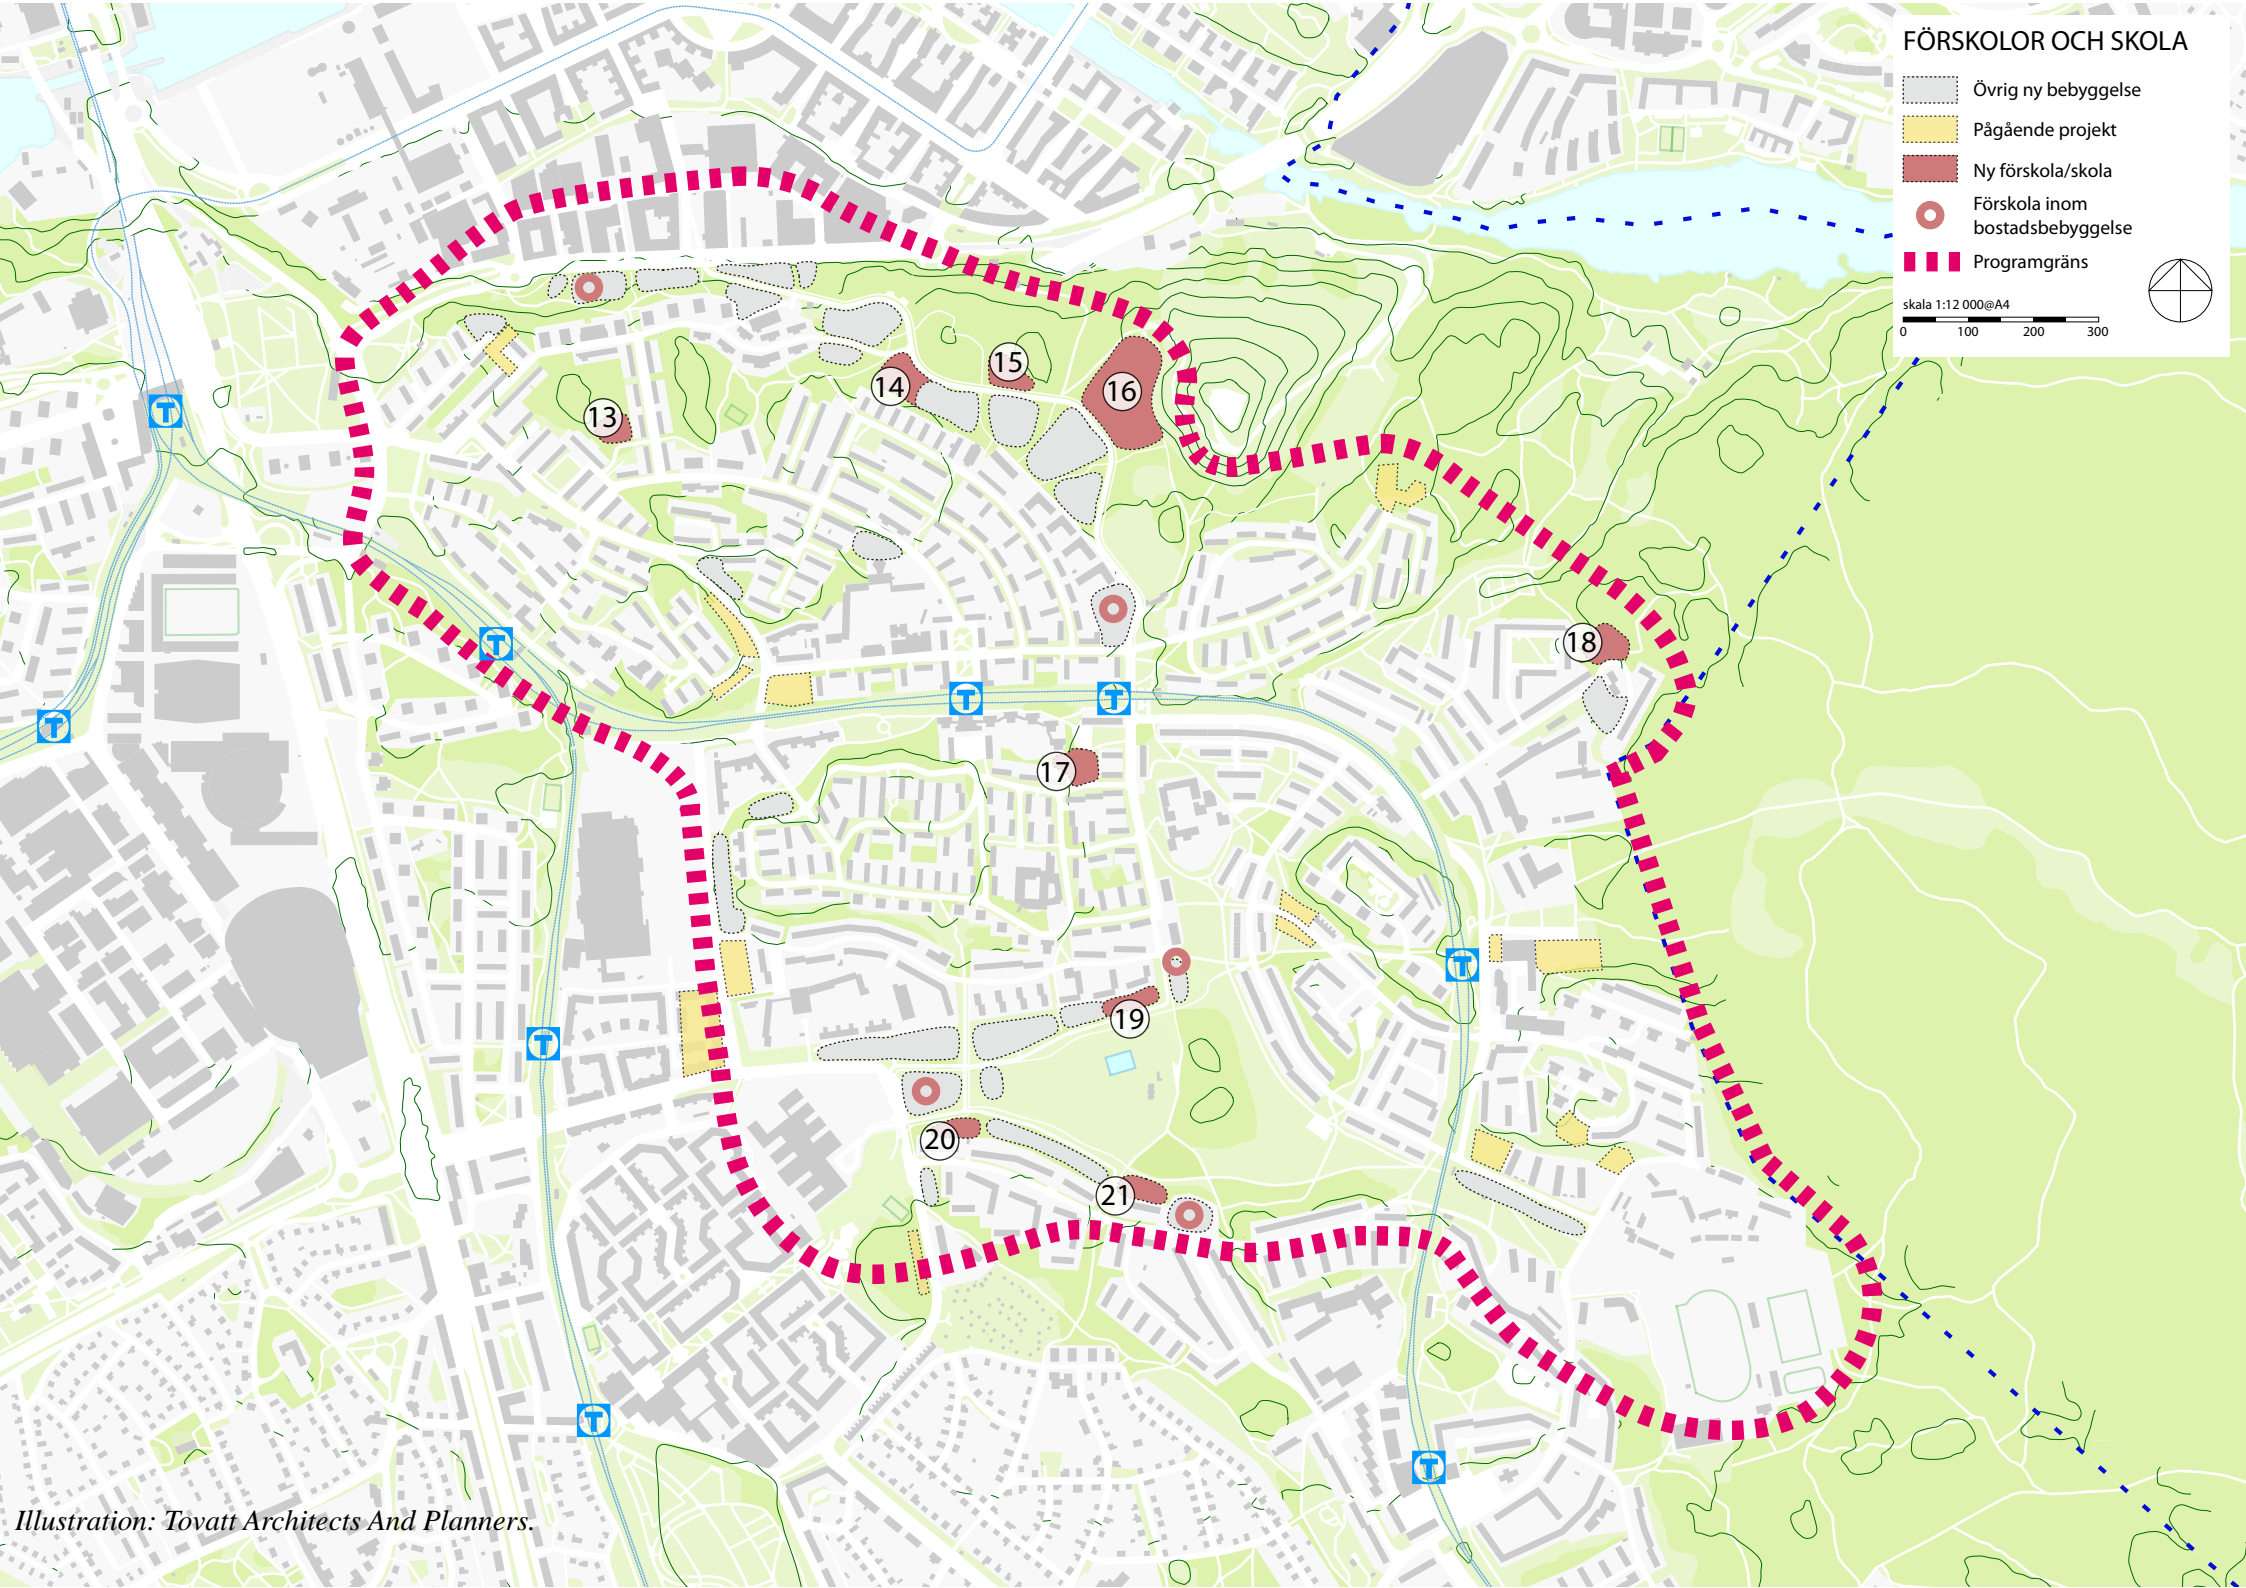 FÖRSKOLOR OCH SKOLA
Övrig ny bebyggelse
Pågående projekt
Ny förskola/skola
Förskola inom
bostadsbebyggelse
Programgräns
skala 1:12 000@A4
0 100 200 300
T
15
14
16
13
T
18
T
T
T
T
17
T
19
T
20
21
T
T
Illustration: Tovatt Architects And Planners.